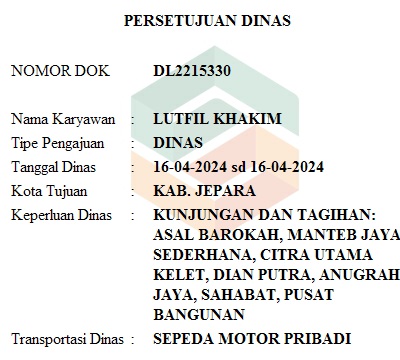 PERSETUJUAN DINAS
NOMOR DOK DL2215330
Nama Karyawan : LUTFIL KHAKIM
Tipe Pengajuan : DINAS
Tanggal Dinas : 16-04-2024 sd 16-04-2024
Kota Tujuan : KAB. JEPARA
Keperluan Dinas : KUNJUNGAN DAN TAGIHAN:
ASAL BAROKAH, MANTEB JAYA
SEDERHANA, CITRA UTAMA
KELET, DIAN PUTRA, ANUGRAH
JAYA, SAHABAT, PUSAT
BANGUNAN
Transportasi Dinas : SEPEDA MOTOR PRIBADI